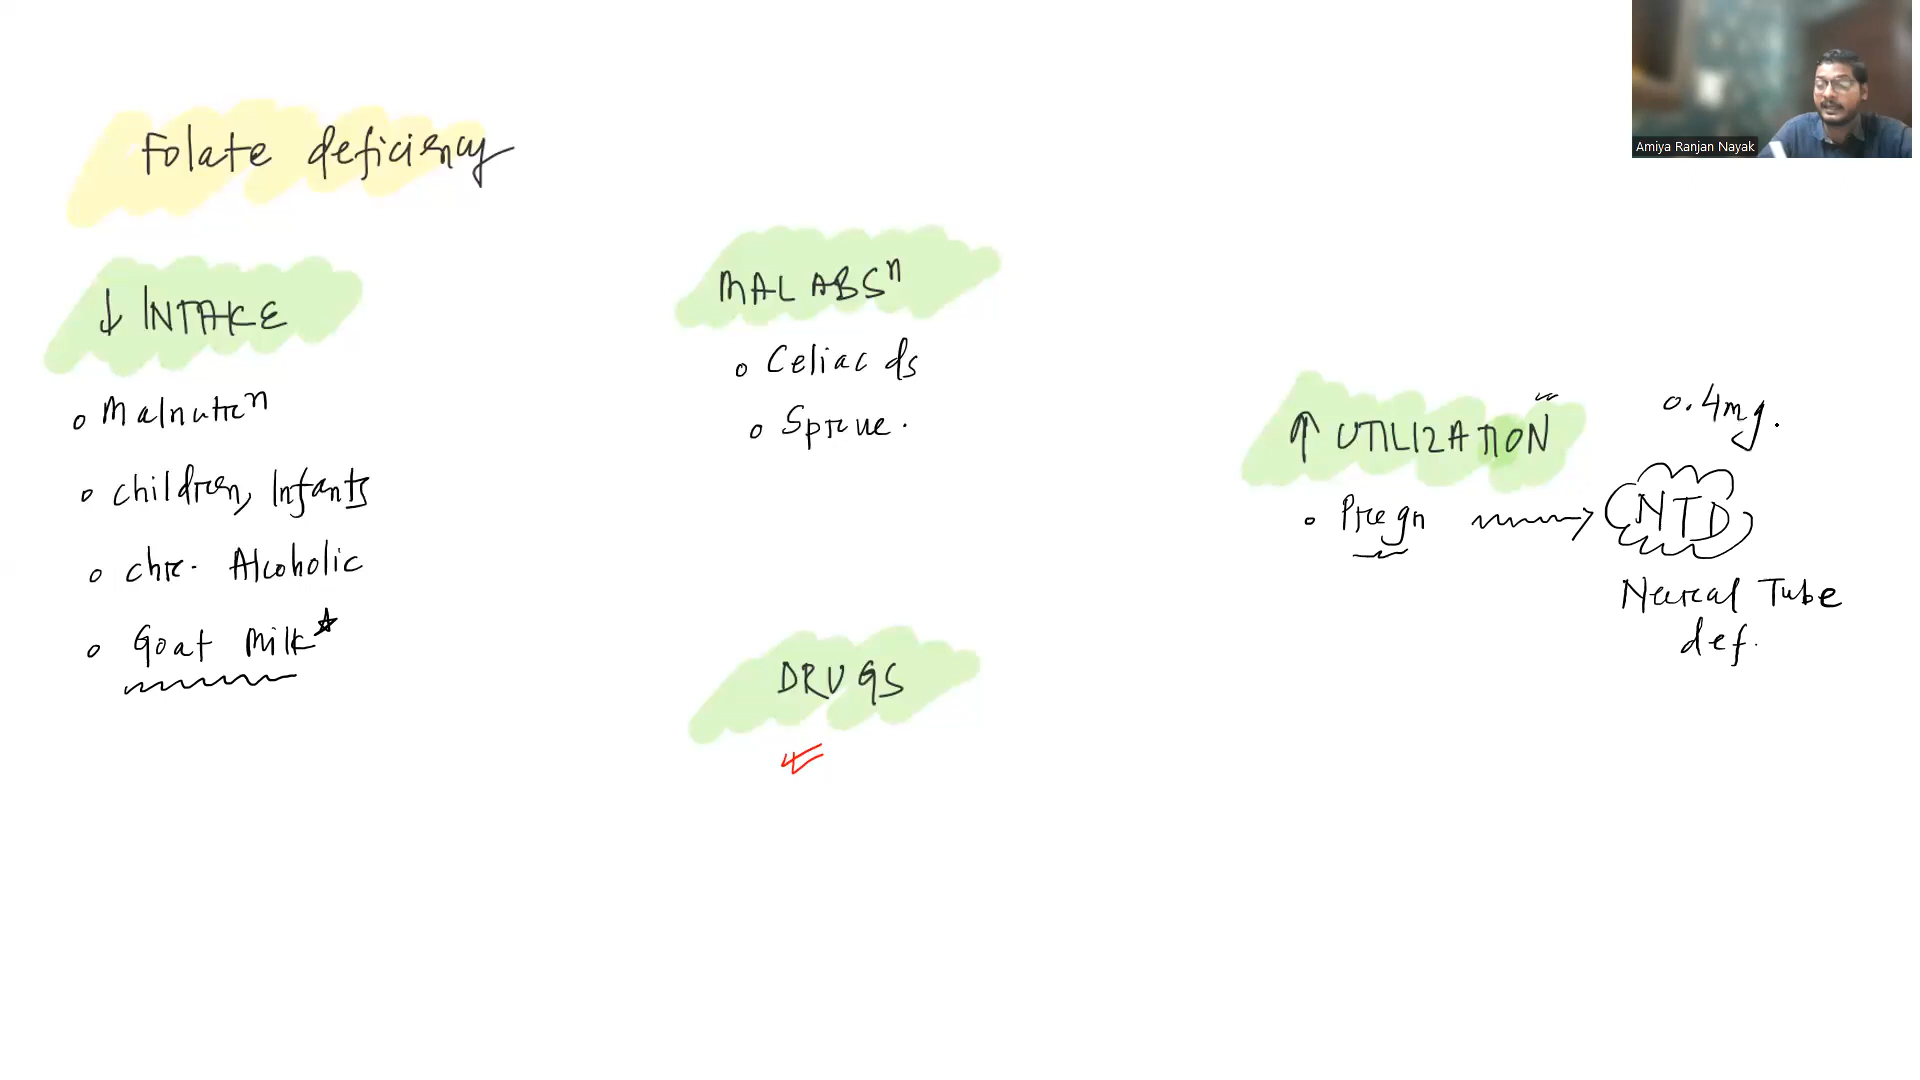 Folate deficiency
↓ INTAKE
o Malnutrⁿ
o children, Infants
o chr. Alcoholic
o Goat Milk*
MALABSⁿ
o Celiac ds
o Sprue.
DRUGS
↑ UTILIZATION
o Pregn → NTD
0.4mg.
Neural Tube
def.
Amiya Ranjan Nayak